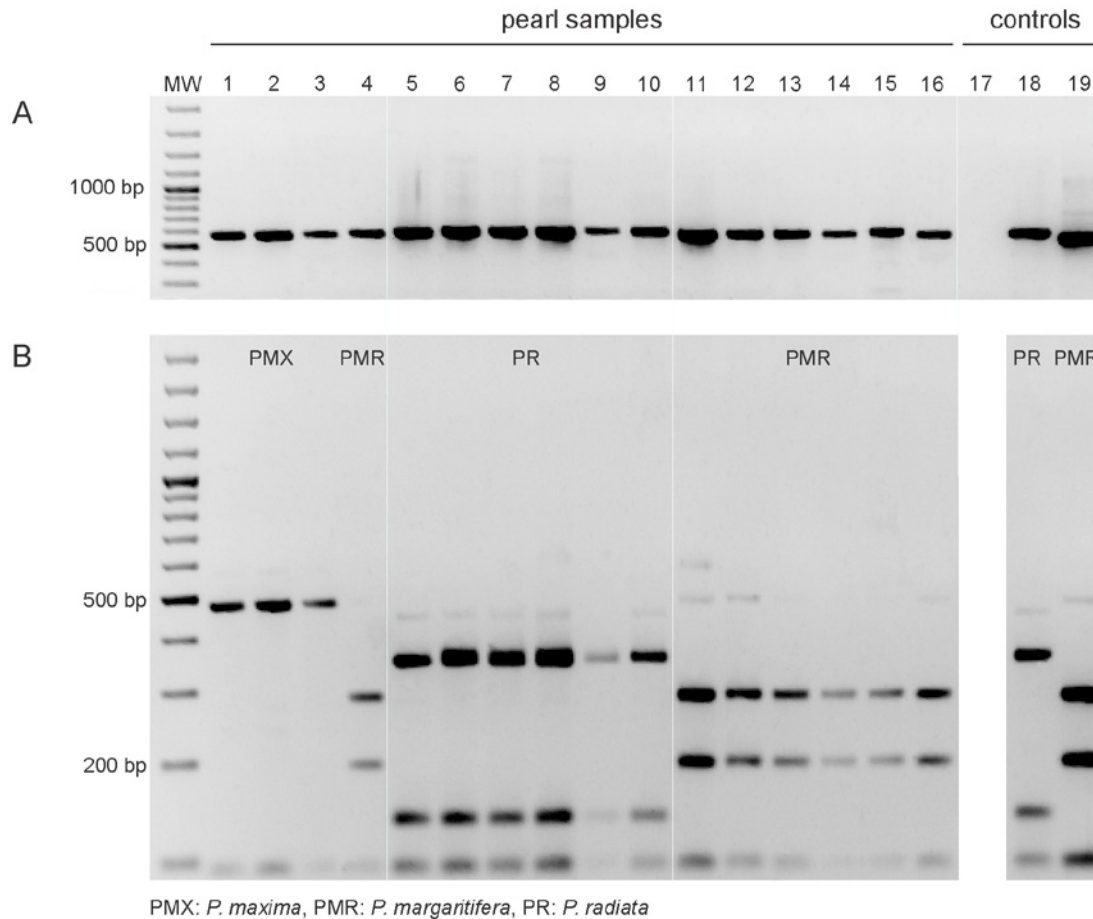 pearl samples controls
MW 1 2 3 4 5 6 7 8 9 10 11 12 13 14 15 16 17 18 19
A
1000 bp
500 bp
B
PMX PMR PR PMR PR PMR
500 bp
200 bp
PMX: P. maxima, PMR: P. margaritifera, PR: P. radiata